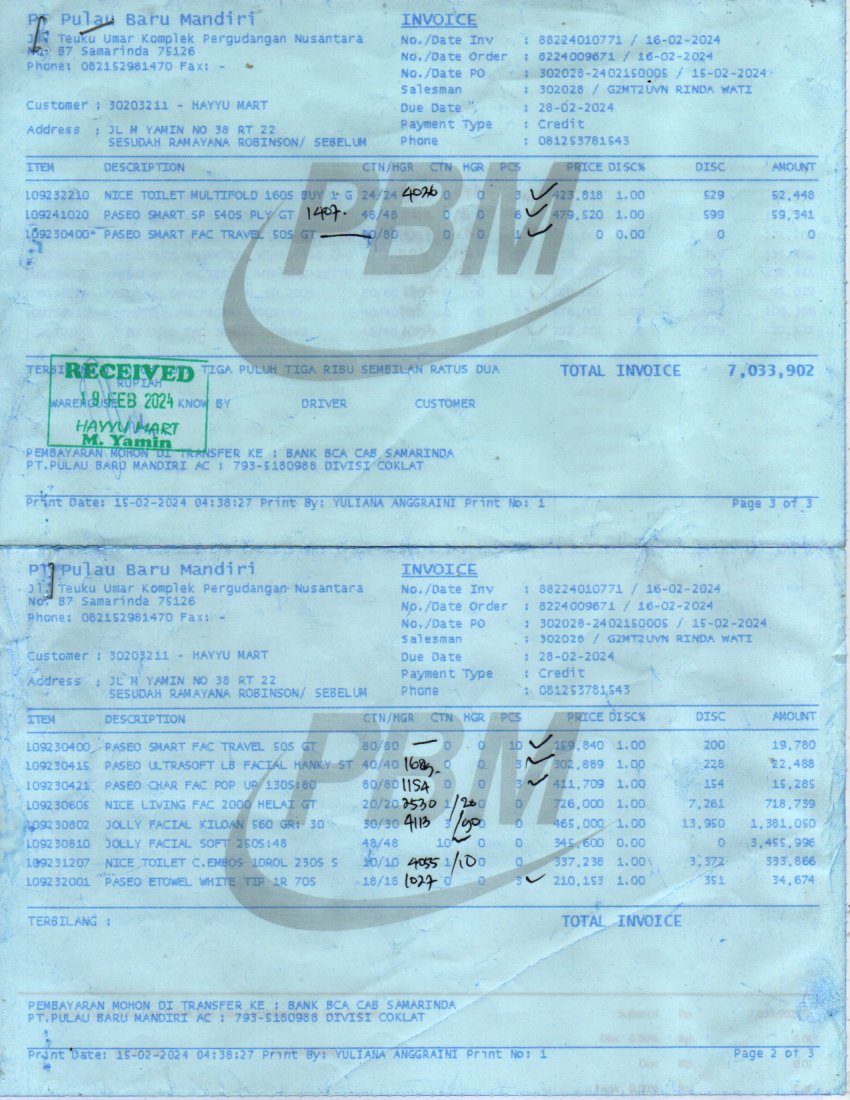 PT Pulau Baru Mandiri
Jl. Teuku Umar Komplek Pergudangan Nusantara
No. B7 Samarinda 75126
Phone: 082152981470 Fax: -
INVOICE
No./Date Inv : 88224010771 / 16-02-2024
No./Date Order : 8224009671 / 16-02-2024
No./Date PO : 302028-2402150005 / 15-02-2024
Salesman : 302028 / G2MT2UVN RINDA WATI
Due Date : 28-02-2024
Payment Type : Credit
Phone : 081253781543
Customer : 30203211 - HAYYU MART
Address : JL M YAMIN NO 38 RT 22
SESUDAH RAMAYANA ROBINSON/ SEBELUM
ITEM DESCRIPTION CTN/HGR CTN HGR PCS PRICE DISC% DISC AMOUNT
109232210 NICE TOILET MULTIFOLD 160S BUY 1 G 24/24 4026 0 0 3 423,818 1.00 529 52,448
109241020 PASEO SMART SP 540S PLY GT 1407. 48/48 0 0 6 479,520 1.00 599 59,341
109230400* PASEO SMART FAC TRAVEL 50S GT 80/80 0 0 1 0 0.00 0 0
TIGA PULUH TIGA RIBU SEMBILAN RATUS DUA
RUPIAH
TOTAL INVOICE 7,033,902
WAREHOUSE KNOW BY DRIVER CUSTOMER
RECEIVED
19 FEB 2024
HAYYU MART
M. Yamin
PEMBAYARAN MOHON DI TRANSFER KE : BANK BCA CAB SAMARINDA
PT.PULAU BARU MANDIRI AC : 793-5180988 DIVISI COKLAT
Print Date: 15-02-2024 04:38:27 Print By: YULIANA ANGGRAINI Print No: 1 Page 3 of 3
PBM
PT Pulau Baru Mandiri
Jl. Teuku Umar Komplek Pergudangan Nusantara
No. B7 Samarinda 75126
Phone: 082152981470 Fax: -
INVOICE
No./Date Inv : 88224010771 / 16-02-2024
No./Date Order : 8224009671 / 16-02-2024
No./Date PO : 302028-2402150005 / 15-02-2024
Salesman : 302028 / G2MT2UVN RINDA WATI
Due Date : 28-02-2024
Payment Type : Credit
Phone : 081253781543
Customer : 30203211 - HAYYU MART
Address : JL M YAMIN NO 38 RT 22
SESUDAH RAMAYANA ROBINSON/ SEBELUM
ITEM DESCRIPTION CTN/HGR CTN HGR PCS PRICE DISC% DISC AMOUNT
109230400 PASEO SMART FAC TRAVEL 50S GT 80/80 0 10 159,840 1.00 200 19,780
109230415 PASEO ULTRASOFT LB FACIAL HANKY ST 40/40 0 3 302,889 1.00 228 22,488
109230421 PASEO CHAR FAC POP UP 130S:80 80/80 1154 0 3 411,709 1.00 154 15,285
109230605 NICE LIVING FAC 2000 HELAI GT 20/20 2530 1/20 0 0 726,000 1.00 7,261 718,739
109230802 JOLLY FACIAL KILOAN 560 GR: 30 30/30 4113 3/90 0 0 465,000 1.00 13,950 1,381,050
109230810 JOLLY FACIAL SOFT 250S:48 48/48 10 0 345,600 0.00 0 3,455,996
109231207 NICE TOILET C.EMBOS 10ROL 230S S 10/10 4055 1/10 0 0 337,238 1.00 3,372 333,866
109232001 PASEO ETOWEL WHITE TIP 1R 70S 18/18 1027 0 0 3 210,153 1.00 351 34,674
TERBILANG :
TOTAL INVOICE
PEMBAYARAN MOHON DI TRANSFER KE : BANK BCA CAB SAMARINDA
PT.PULAU BARU MANDIRI AC : 793-5180988 DIVISI COKLAT
Print Date: 15-02-2024 04:38:27 Print By: YULIANA ANGGRAINI Print No: 1 Page 2 of 3
PBM